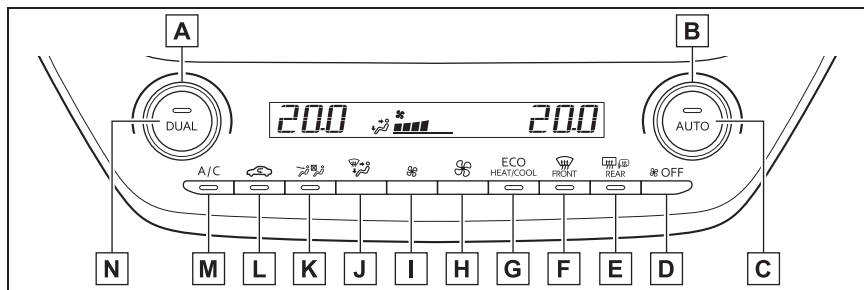 A B
DUAL 20.0 20.0 AUTO
A/C ECO HEAT/COOL FRONT REAR OFF
N M L K J I H G F E D C